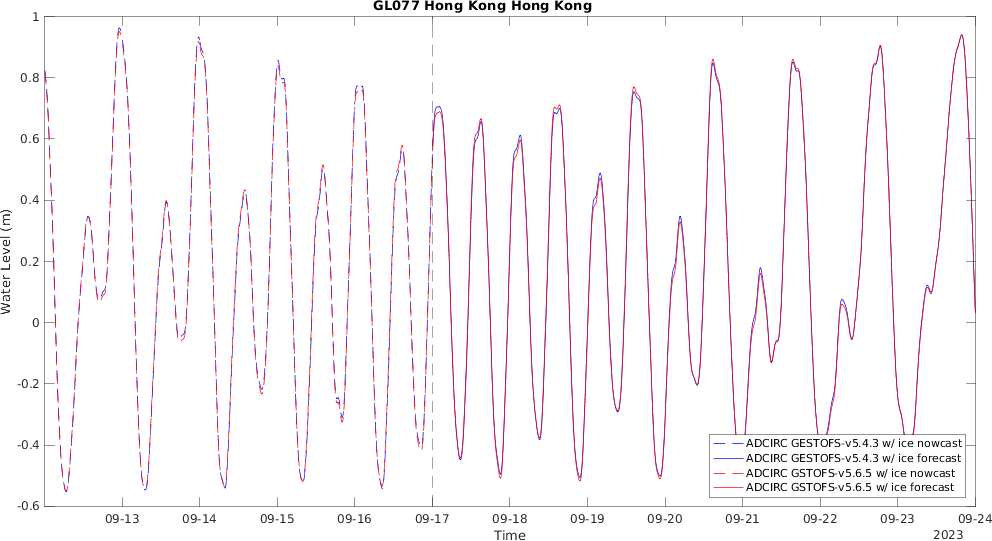 GL077 Hong Kong Hong Kong
1
0.8
0.6
0.4
0.2
0
-0.2
-0.4
-0.6
Water Level (m)
ADCIRC GESTOFS-v5.4.3 w/ ice nowcast
ADCIRC GESTOFS-v5.4.3 w/ ice forecast
ADCIRC GSTOFS-v5.6.5 w/ ice nowcast
ADCIRC GSTOFS-v5.6.5 w/ ice forecast
09-13 09-14 09-15 09-16 09-17 09-18 09-19 09-20 09-21 09-22 09-23 09-24
Time
2023